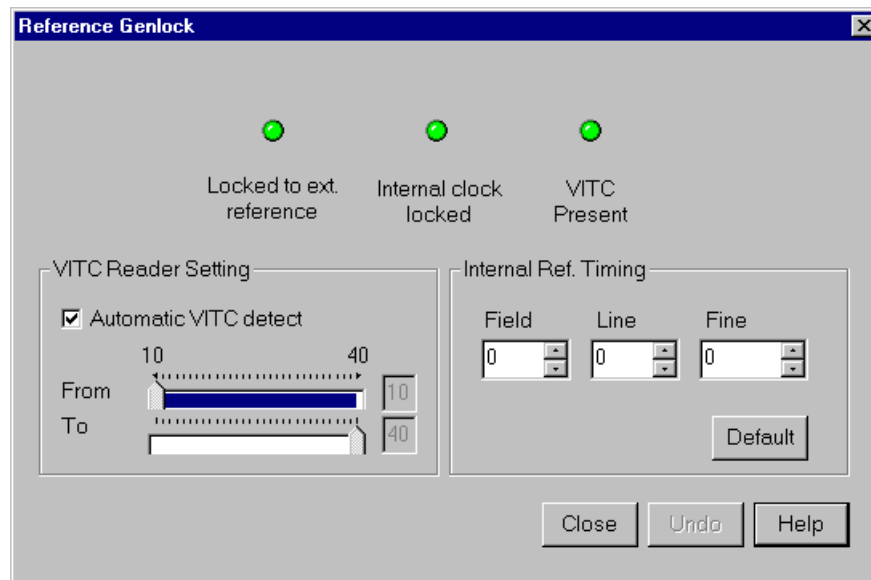 Reference Genlock
Locked to ext.
reference
Internal clock
locked
VITC
Present
VITC Reader Setting
Automatic VITC detect
10 40
From 10
To 40
Internal Ref. Timing
Field Line Fine
0 0 0
Default
Close Undo Help